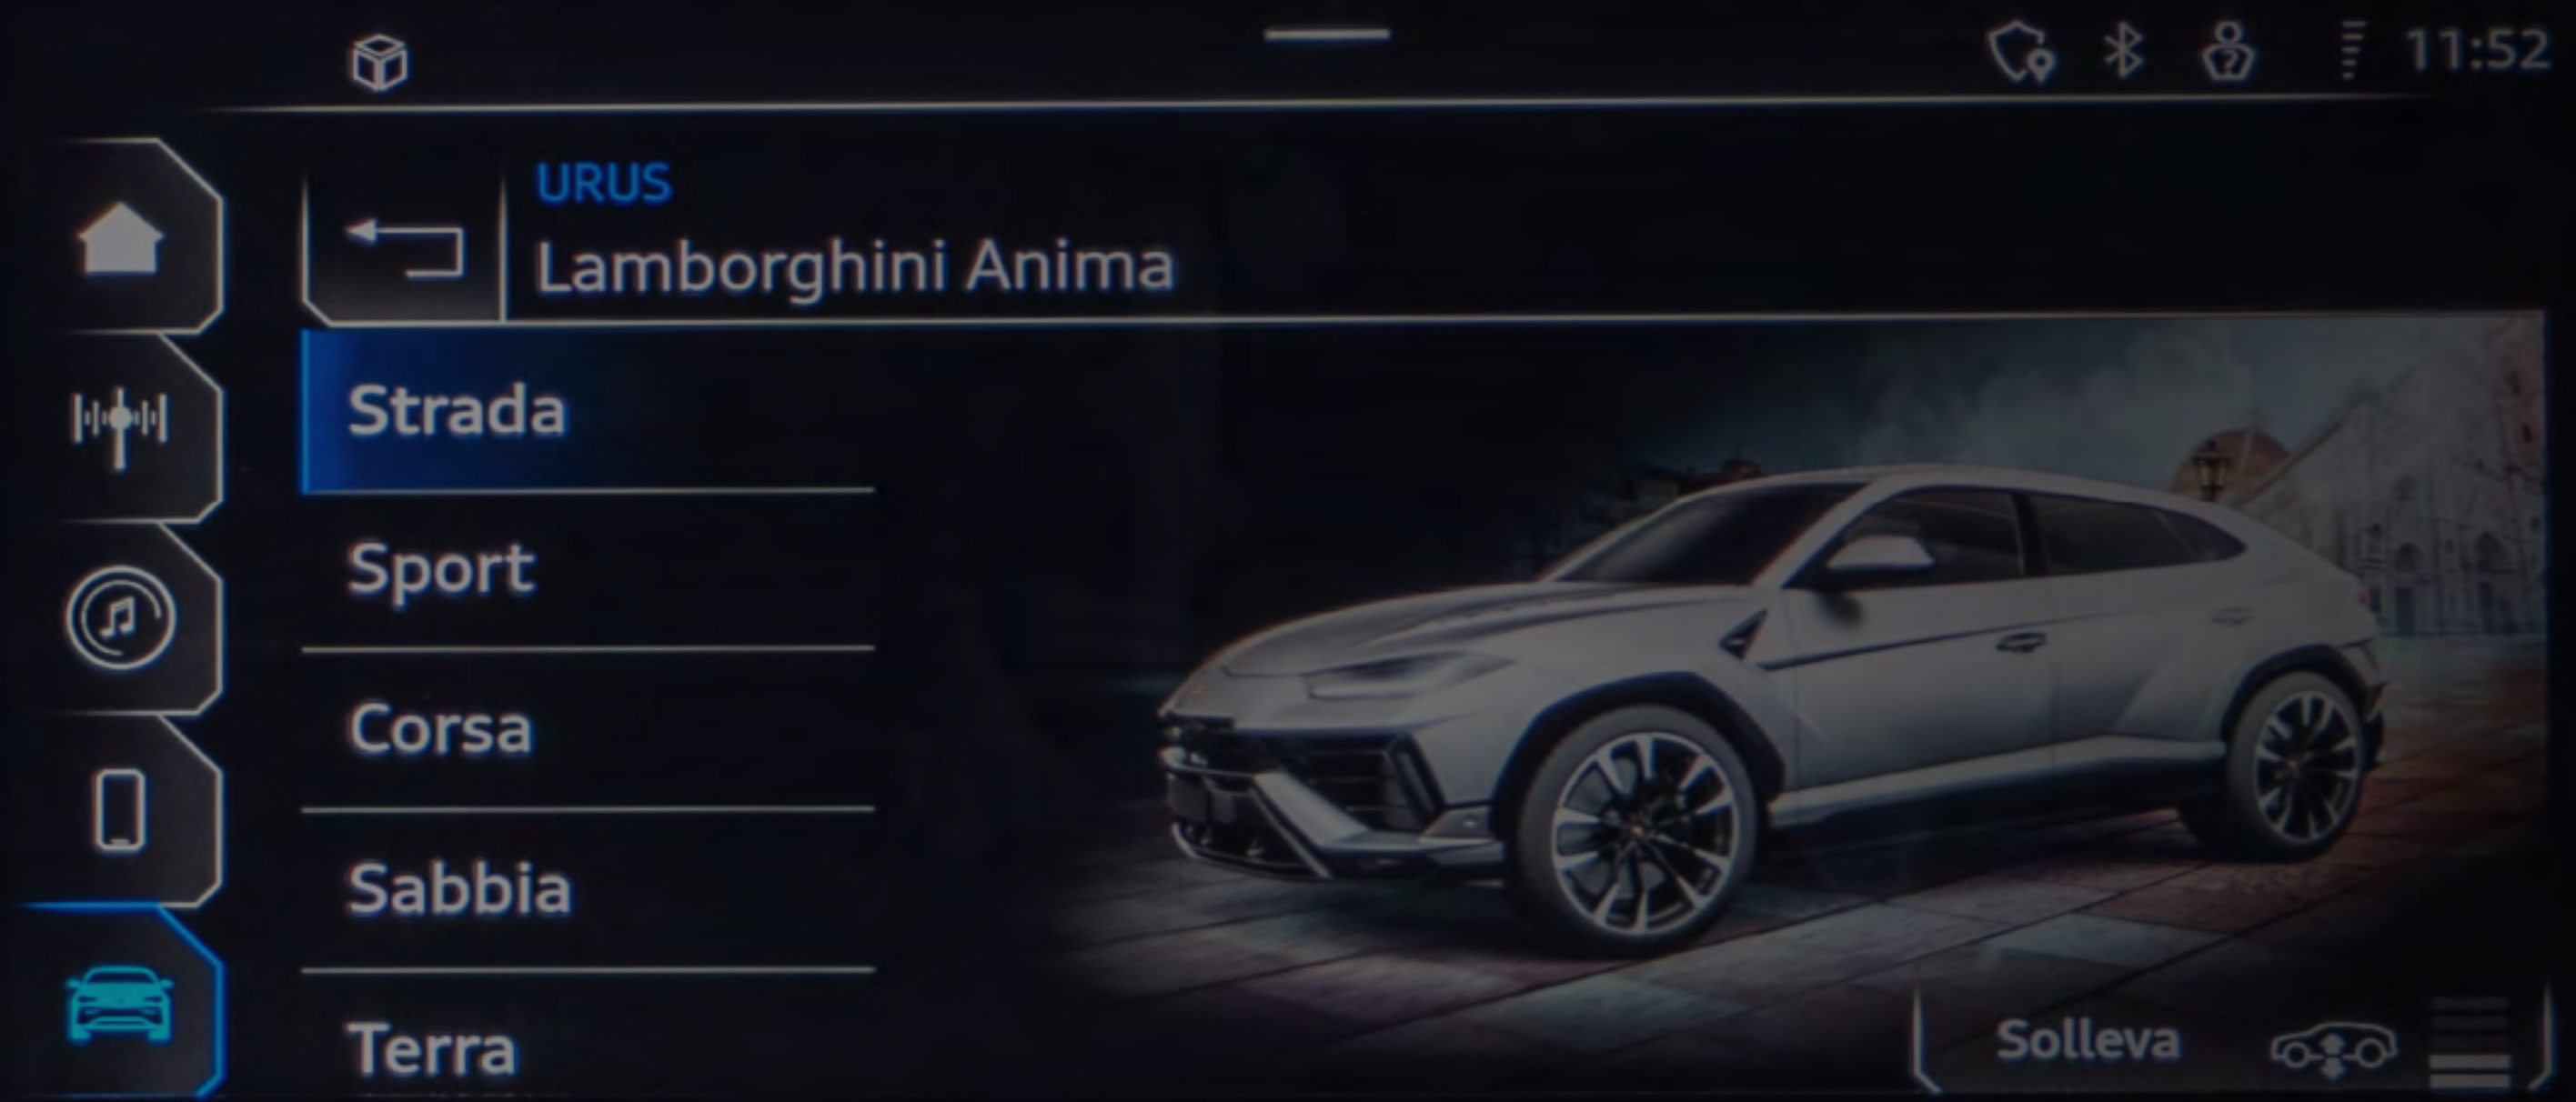 11:52
URUS
Lamborghini Anima
Strada
Sport
Corsa
Sabbia
Terra
Solleva